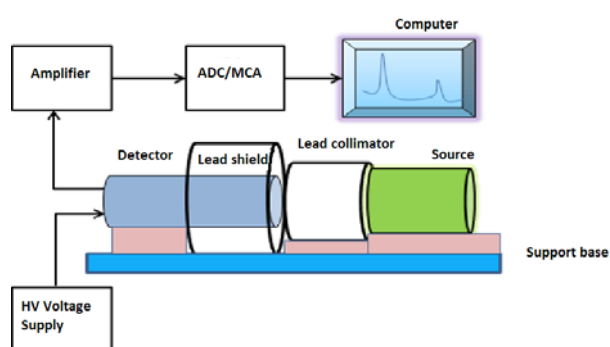 Computer
Amplifier
ADC/MCA
Detector
Lead shield
Lead collimator
Source
Support base
HV Voltage
Supply